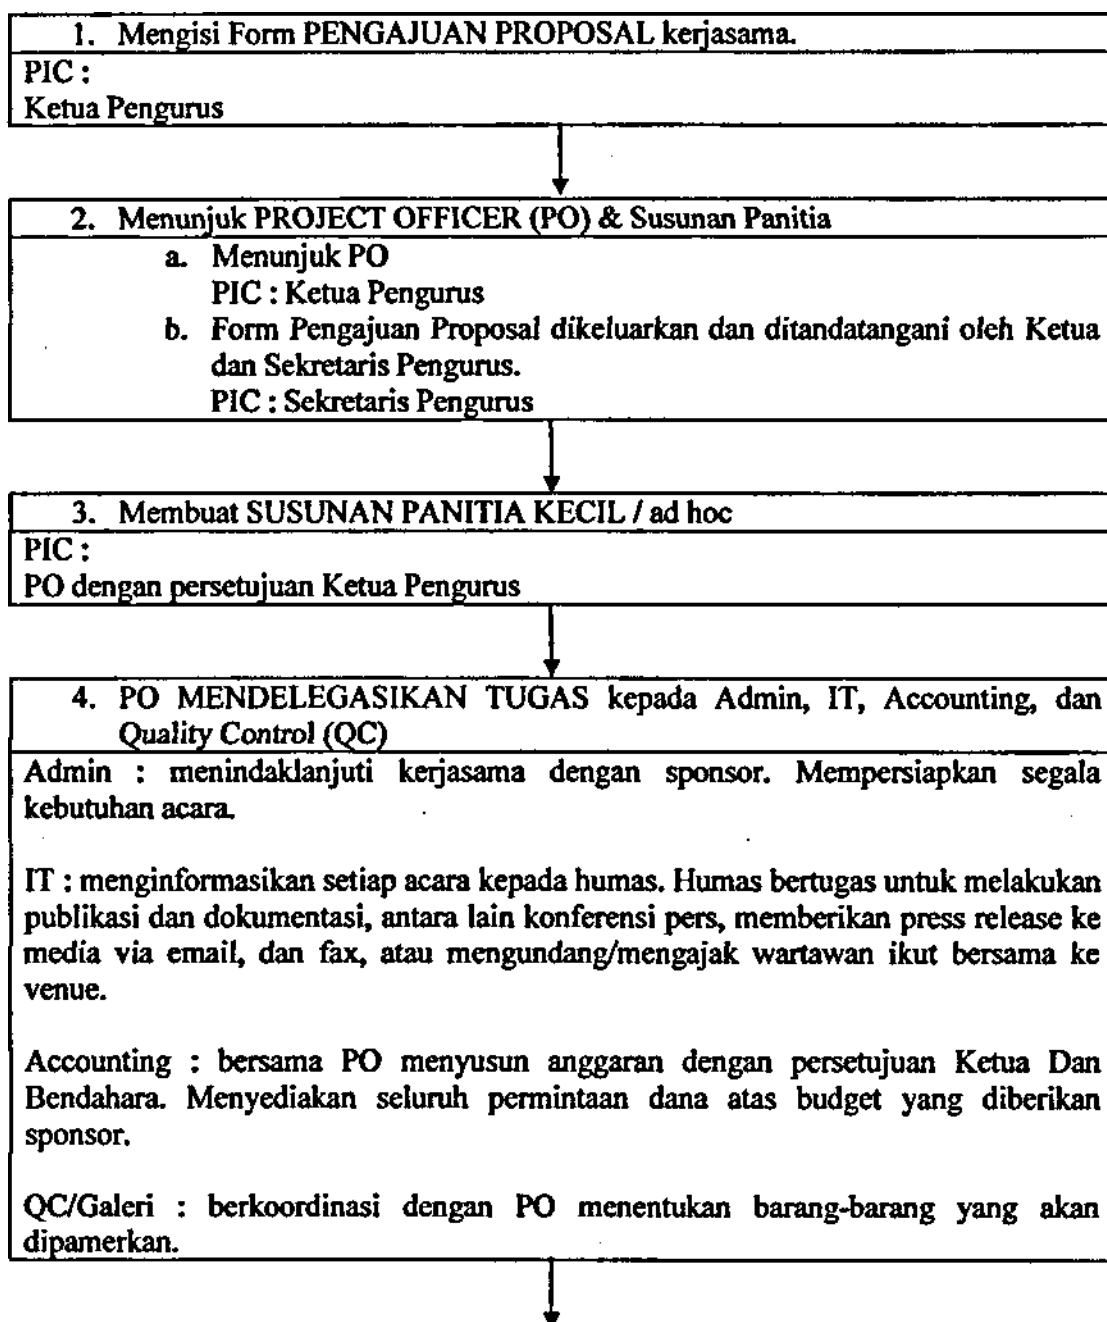 1. Mengisi Form PENGAJUAN PROPOSAL kerjasama.
PIC :
Ketua Pengurus
2. Menunjuk PROJECT OFFICER (PO) & Susunan Panitia
a. Menunjuk PO
PIC : Ketua Pengurus
b. Form Pengajuan Proposal dikeluarkan dan ditandatangani oleh Ketua
dan Sekretaris Pengurus.
PIC : Sekretaris Pengurus
3. Membuat SUSUNAN PANITIA KECIL / ad hoc
PIC :
PO dengan persetujuan Ketua Pengurus
4. PO MENDELEGASIKAN TUGAS kepada Admin, IT, Accounting, dan
Quality Control (QC)
Admin : menindaklanjuti kerjasama dengan sponsor. Mempersiapkan segala
kebutuhan acara.
IT : menginformasikan setiap acara kepada humas. Humas bertugas untuk melakukan
publikasi dan dokumentasi, antara lain konferensi pers, memberikan press release ke
media via email, dan fax, atau mengundang/mengajak wartawan ikut bersama ke
venue.
Accounting : bersama PO menyusun anggaran dengan persetujuan Ketua Dan
Bendahara. Menyediakan seluruh permintaan dana atas budget yang diberikan
sponsor.
QC/Galeri : berkoordinasi dengan PO menentukan barang-barang yang akan
dipamerkan.